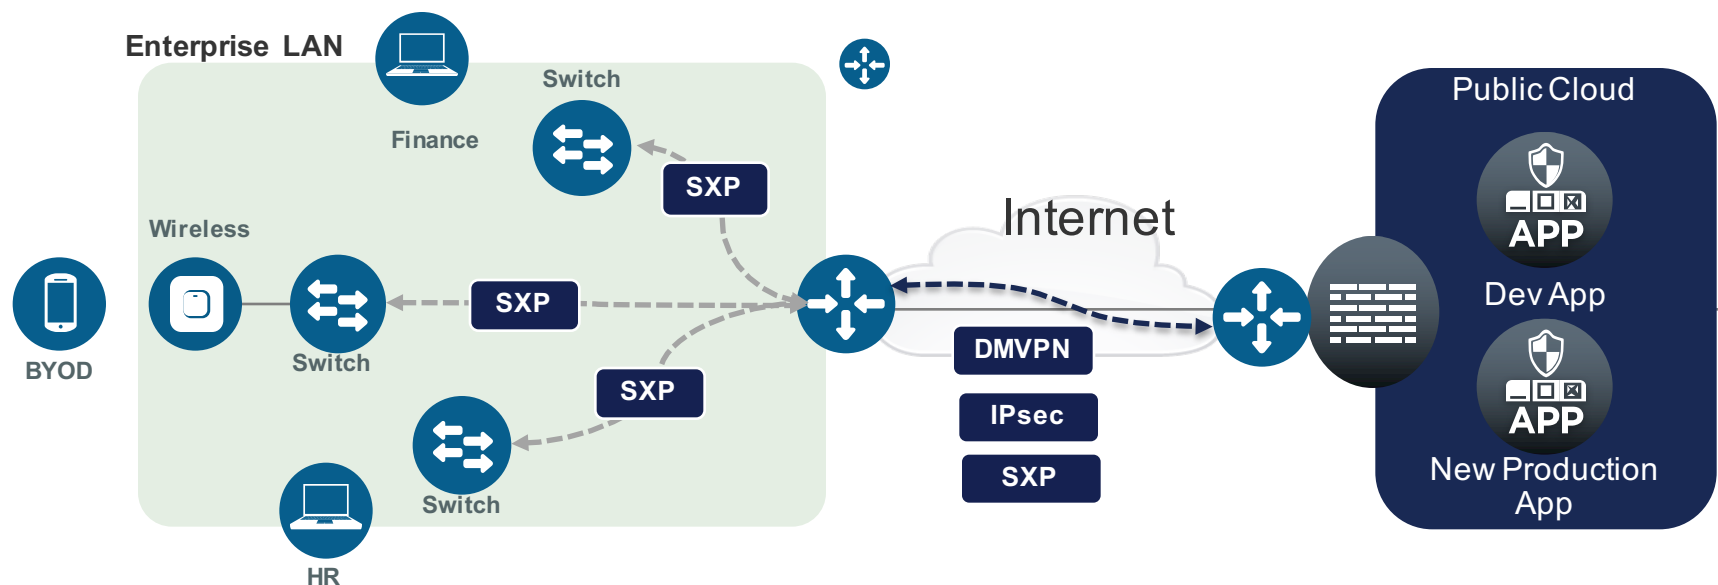 Enterprise LAN
Switch
Finance
SXP
Wireless
BYOD
SXP
Switch
SXP
Switch
HR
Internet
DMVPN
IPsec
SXP
Public Cloud
APP
Dev App
APP
New Production
App